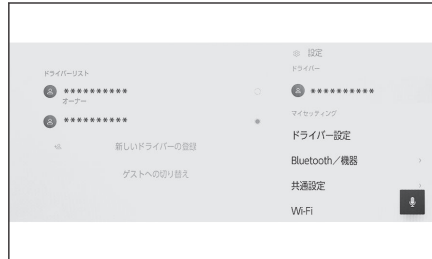 ドライバーリスト
**********
オーナー
**********
新しいドライバーの登録
ゲストへの切り替え
設定
ドライバー
**********
マイセッティング
ドライバー設定
Bluetooth／機器
共通設定
Wi-Fi